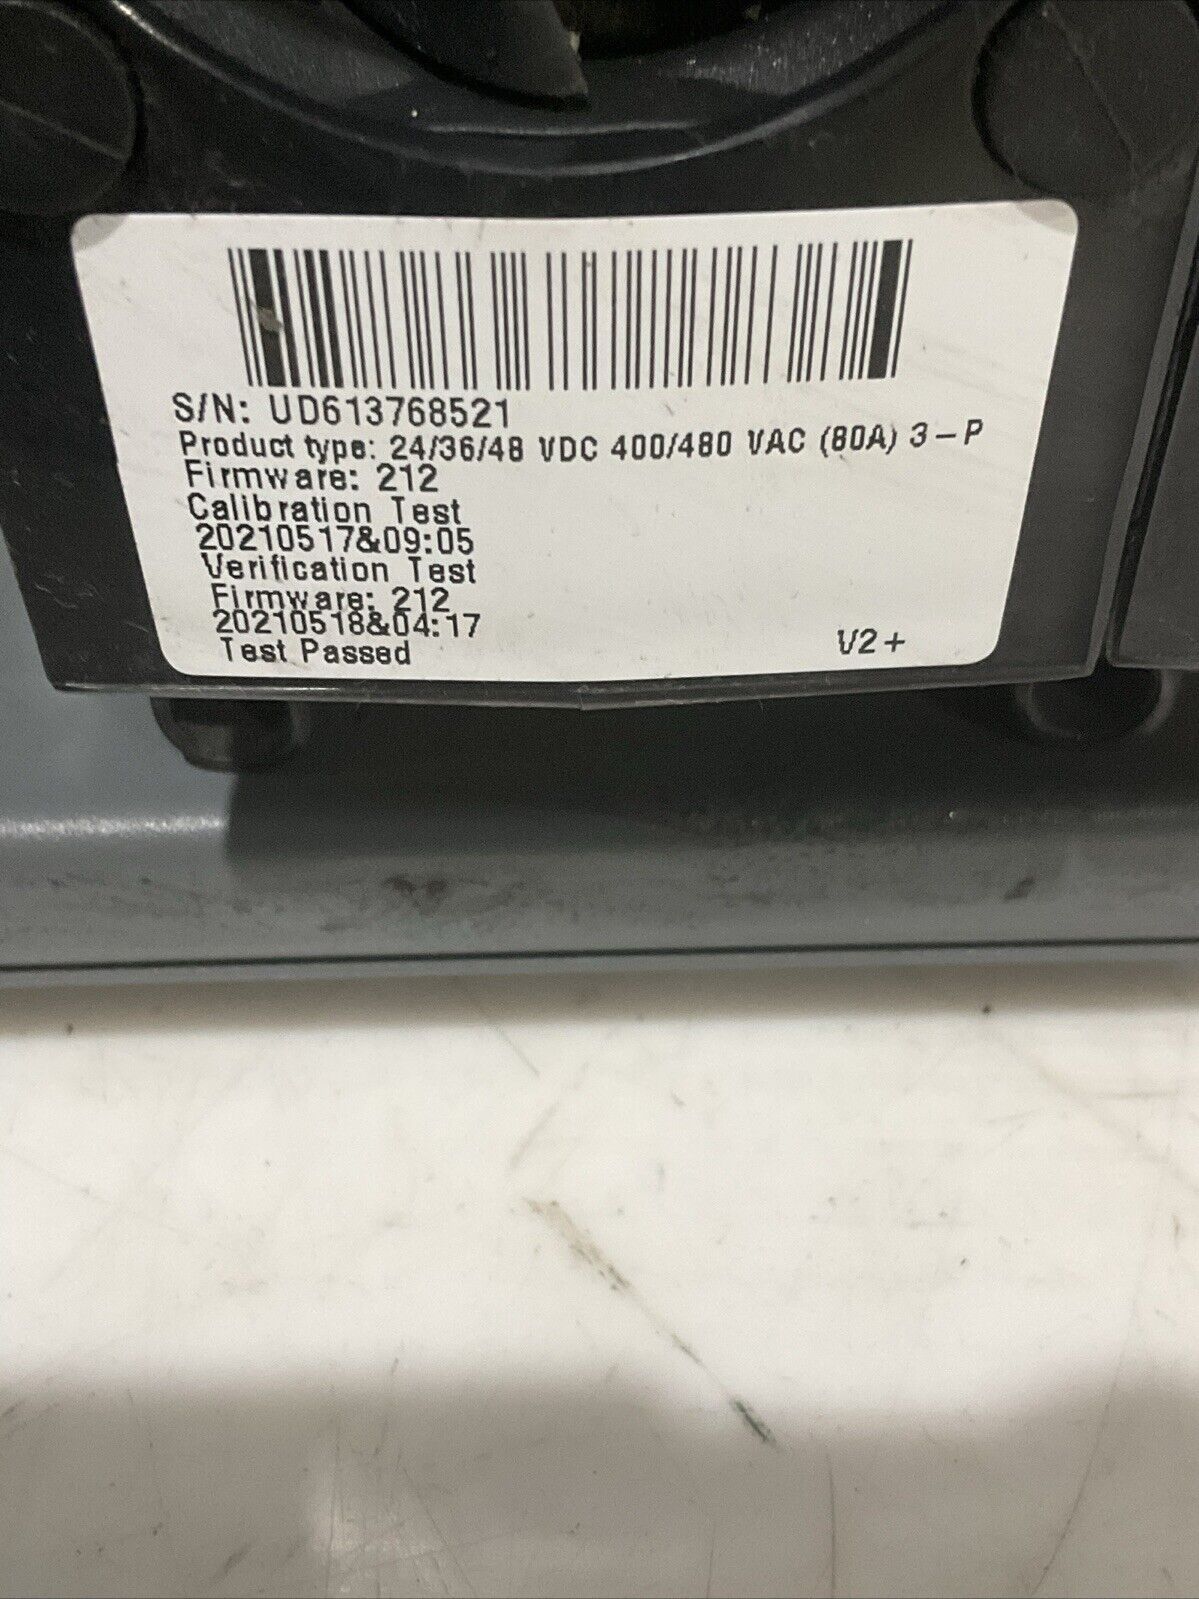 S/N: UD613768521
Product type: 24/36/48 VDC 400/480 VAC (80A) 3-P
Firmware: 212
Calibration Test
20210517&09:05
Verification Test
Firmware: 212
20210518&04:17
Test Passed
V2+